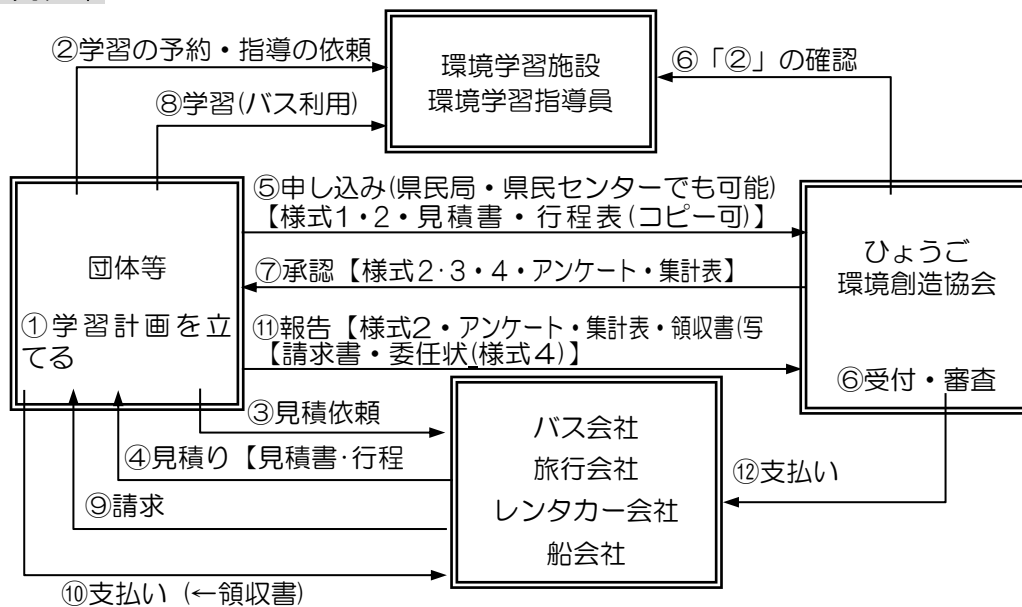 ②学習の予約・指導の依頼
環境学習施設
環境学習指導員
⑥「②」の確認
⑧学習(バス利用)
⑤申し込み(県民局・県民センターでも可能)
【様式1・2・見積書・行程表(コピー可)】
団体等
①学習計画を立
てる
⑦承認【様式2・3・4・アンケート・集計表】
ひょうご
環境創造協会
⑪報告【様式2・アンケート・集計表・領収書(写
【請求書・委任状(様式4)】
⑥受付・審査
③見積依頼
④見積り【見積書・行程
バス会社
旅行会社
レンタカー会社
船会社
⑫支払い
⑨請求
⑩支払い(←領収書)